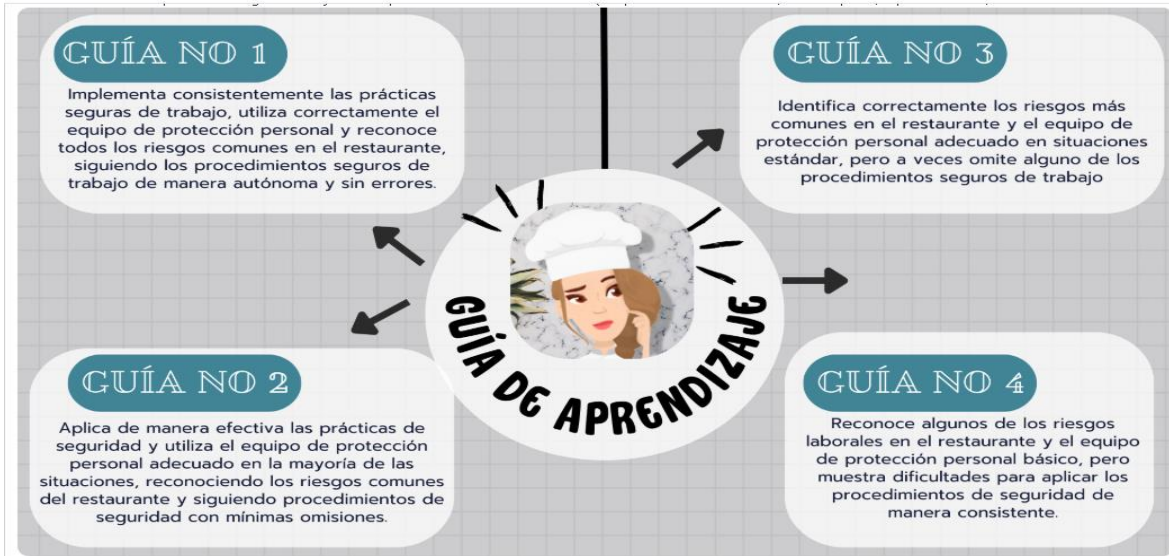 GUÍA NO 1
Implementa consistentemente las prácticas
seguras de trabajo, utiliza correctamente el
equipo de protección personal y reconoce
todos los riesgos comunes en el restaurante,
siguiendo los procedimientos seguros de
trabajo de manera autónoma y sin errores.
GUÍA NO 2
Aplica de manera efectiva las prácticas de
seguridad y utiliza el equipo de protección
personal adecuado en la mayoría de las
situaciones, reconociendo los riesgos comunes
del restaurante y siguiendo procedimientos de
seguridad con mínimas omisiones.
GUÍA DE APRENDIZAJE
GUÍA NO 3
Identifica correctamente los riesgos más
comunes en el restaurante y el equipo de
protección personal adecuado en situaciones
estándar, pero a veces omite alguno de los
procedimientos seguros de trabajo
GUÍA NO 4
Reconoce algunos de los riesgos
laborales en el restaurante y el equipo
de protección personal básico, pero
muestra dificultades para aplicar los
procedimientos de seguridad de
manera consistente.